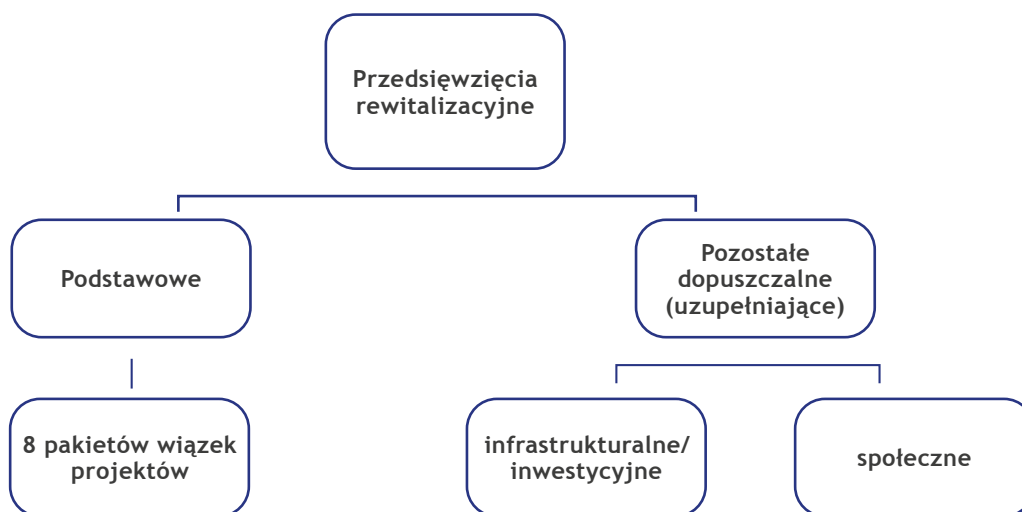 Przedsięwzięcia
rewitalizacyjne
Podstawowe
Pozostałe
dopuszczalne
(uzupełniające)
8 pakietów wiązek
projektów
infrastrukturalne/
inwestycyjne
społeczne